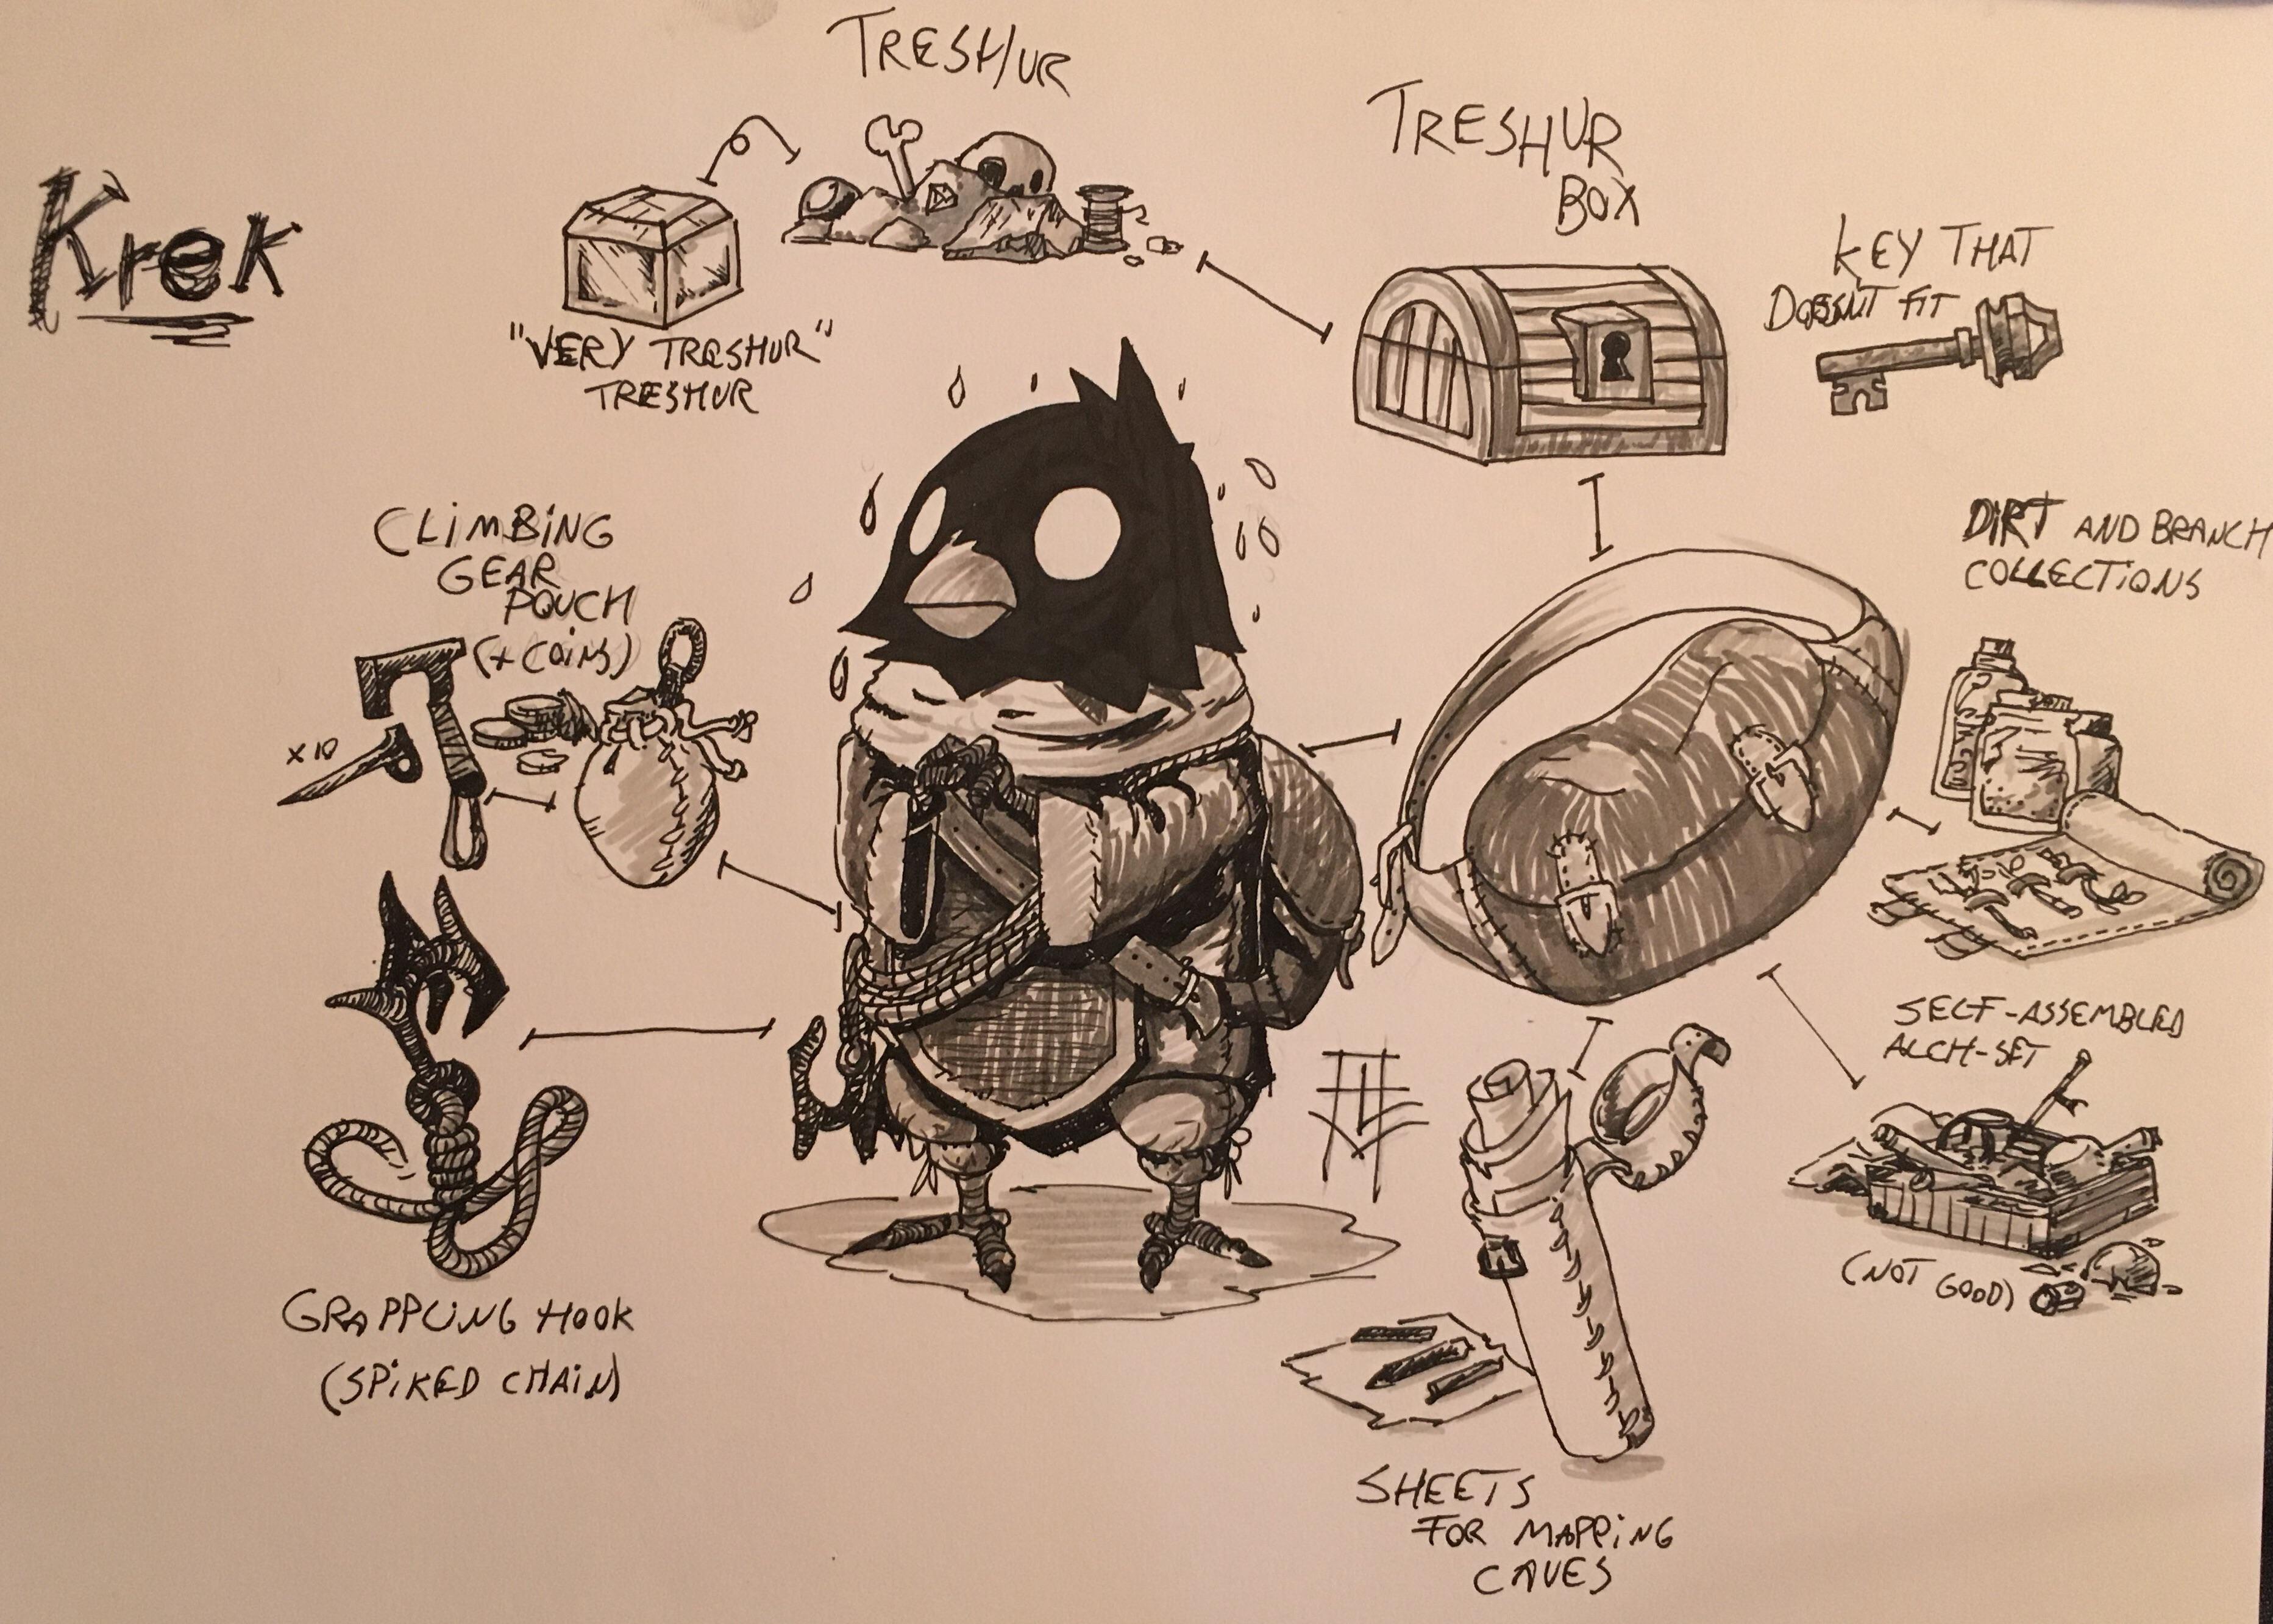 Krek
TRESHUR
"VERY TRESHUR"
TRESHUR
TRESHUR
BOX
KEY THAT
DOESNT FIT
CLIMBING
GEAR
POUCH
(+ COINS)
x10
DIRT AND BRANCH
COLLECTIONS
GRAPPLING HOOK
(SPIKED CHAIN)
SELF-ASSEMBLED
ALCH-SET
(NOT GOOD)
SHEETS
FOR MAPPING
CAVES